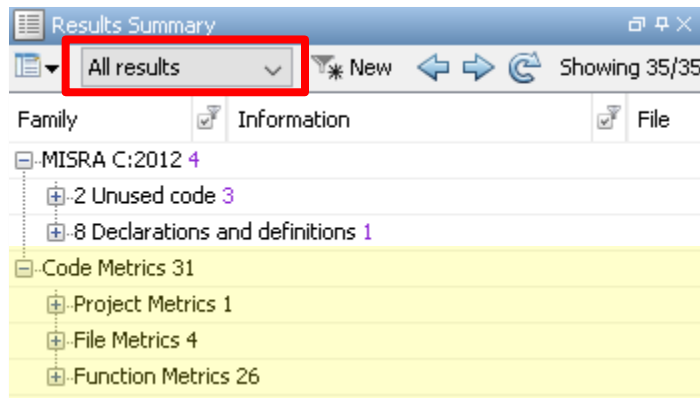 Results Summary
All results New Showing 35/35
Family Information File
MISRA C:2012 4
2 Unused code 3
8 Declarations and definitions 1
Code Metrics 31
Project Metrics 1
File Metrics 4
Function Metrics 26